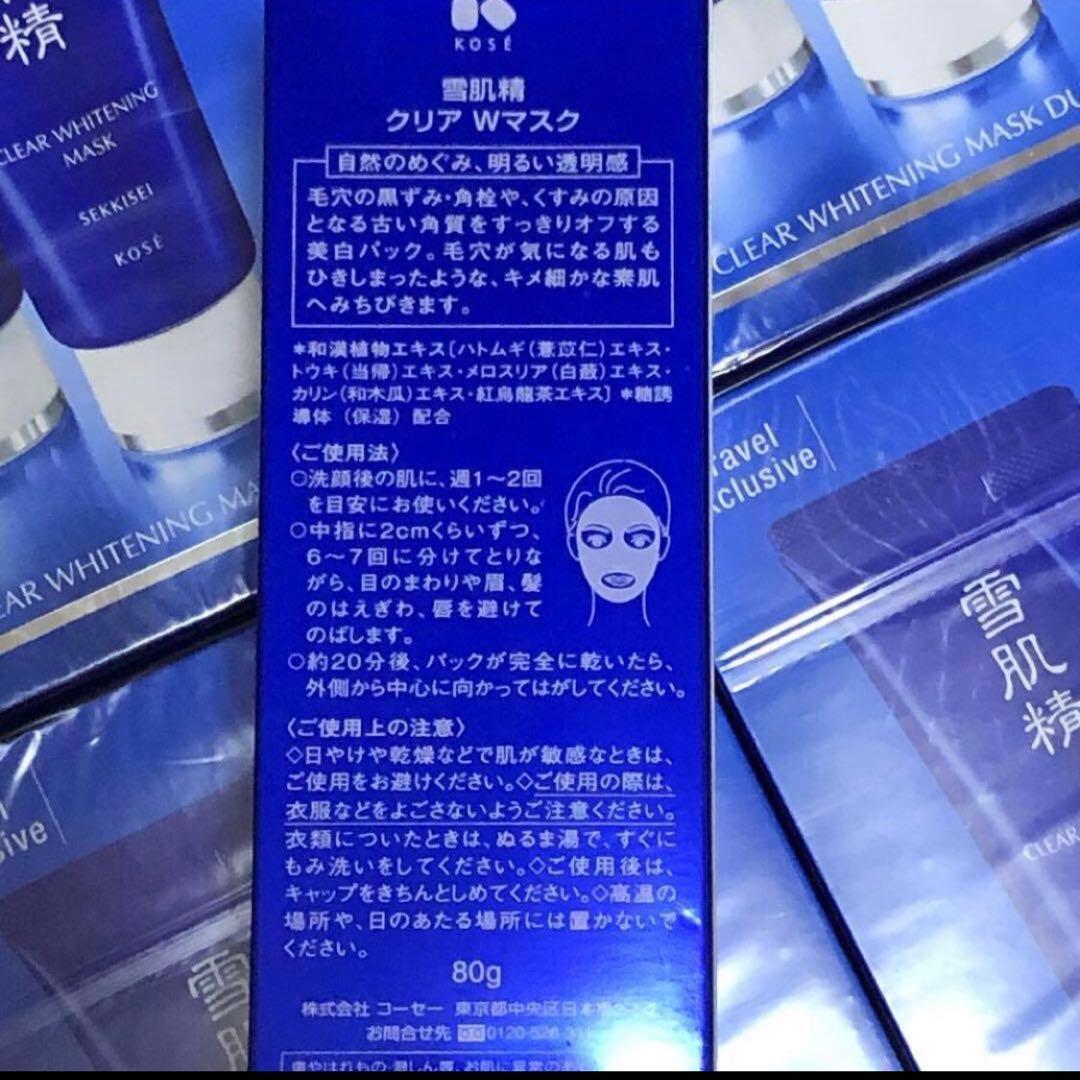 KOSÉ
雪肌精
クリア Wマスク
自然のめぐみ、明るい透明感
毛穴の黒ずみ・角栓や、くすみの原因
となる古い角質をすっきりオフする
美白パック。毛穴が気になる肌も
ひきしまったような、キメ細かな素肌
へみちびきます。
*和漢植物エキス[ハトムギ(薏苡仁)エキス・
トウキ(当帰)エキス・メロスリア(白蘞)エキス・
カリン(和木瓜)エキス・紅烏龍茶エキス] *糖誘
導体 (保湿) 配合
〈ご使用法〉
○洗顔後の肌に、週1～2回
を目安にお使いください。
○中指に2cmくらいずつ、
6～7回に分けてとりな
がら、目のまわりや眉、髪
のはえぎわ、唇を避けて
のばします。
○約20分後、パックが完全に乾いたら、
外側から中心に向かってはがしてください。
〈ご使用上の注意〉
◇日やけや乾燥などで肌が敏感なときは、
ご使用をお避けください。◇ご使用の際は、
衣服などをよごさないようご注意ください。
衣類についたときは、ぬるま湯で、すぐに
もみ洗いをしてください。◇ご使用後は、
キャップをきちんとしめてください。◇高温の
場所や、日のあたる場所には置かないで
ください。
80g
株式会社 コーセー 東京都中央区日本橋
お問合せ先 0120-526-31
精
CLEAR WHITENING
MASK
SEKKISEI
KOSÉ
CLEAR WHITENING MASK DU
EAR WHITENING MA
ravel
xclusive
雪肌精
CLEAR
sive
雪肌